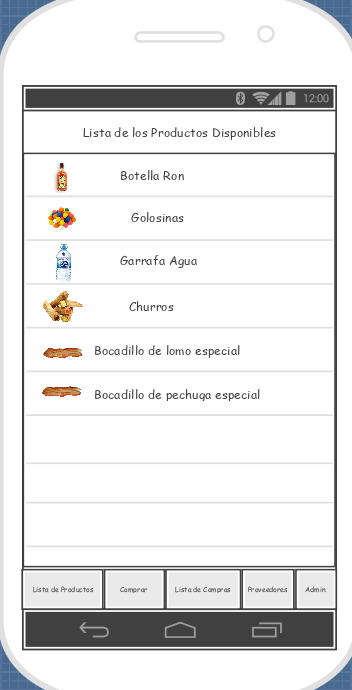 12:00
Lista de los Productos Disponibles
Botella Ron
Golosinas
Garrafa Agua
Churros
Bocadillo de lomo especial
Bocadillo de pechuga especial
Lista de Productos
Comprar
Lista de Compras
Proveedores
Admin